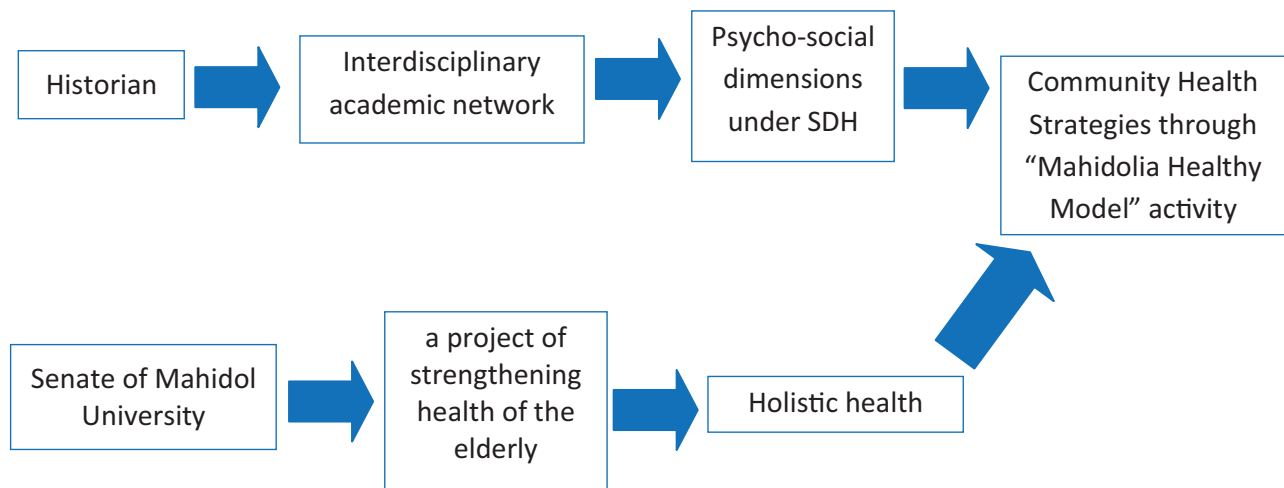 Historian
Interdisciplinary
academic network
Psycho-social
dimensions
under SDH
Community Health
Strategies through
“Mahidolia Healthy
Model” activity
Senate of Mahidol
University
a project of
strengthening
health of the
elderly
Holistic health